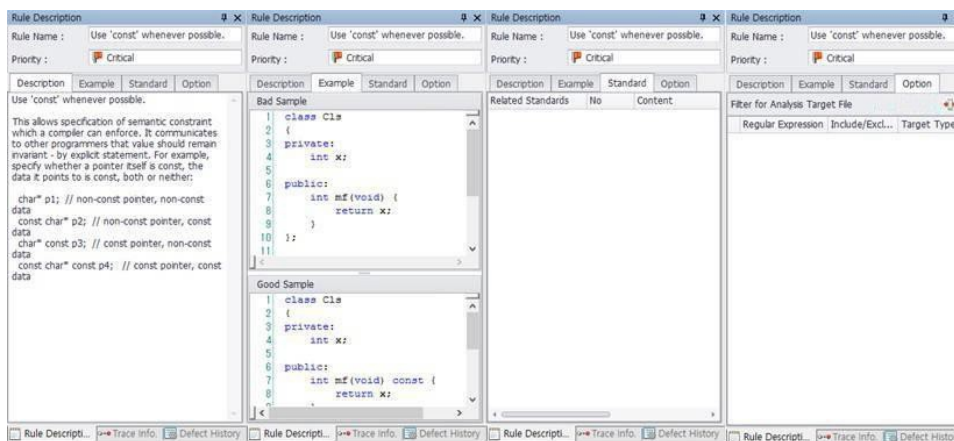 Rule Description
Rule Name : Use 'const' whenever possible.
Priority : Critical
Description Example Standard Option
Use 'const' whenever possible.
This allows specification of semantic constraint
which a compiler can enforce. It communicates
to other programmers that value should remain
invariant - by explicit statement. For example,
specify whether a pointer itself is const, the
data it points to is const, both or neither:
char* p1; // non-const pointer, non-const
data
const char* p2; // non-const pointer, const
data
char* const p3; // const pointer, non-const
data
const char* const p4; // const pointer, const
data
Rule Descripti... Trace Info. Defect History
Rule Description
Rule Name : Use 'const' whenever possible.
Priority : Critical
Description Example Standard Option
Bad Sample
1 class Cls
2 {
3 private:
4 int x;
5
6 public:
7 int mf(void) {
8 return x;
9 }
10 };
11
Good Sample
1 class Cls
2 {
3 private:
4 int x;
5
6 public:
7 int mf(void) const {
8 return x;
Rule Descripti... Trace Info. Defect History
Rule Description
Rule Name : Use 'const' whenever possible.
Priority : Critical
Description Example Standard Option
Related Standards No Content
Rule Descripti... Trace Info. Defect History
Rule Description
Rule Name : Use 'const' whenever possible.
Priority : Critical
Description Example Standard Option
Filter for Analysis Target File
Regular Expression Include/Excl... Target Type
Rule Descripti... Trace Info. Defect Histo